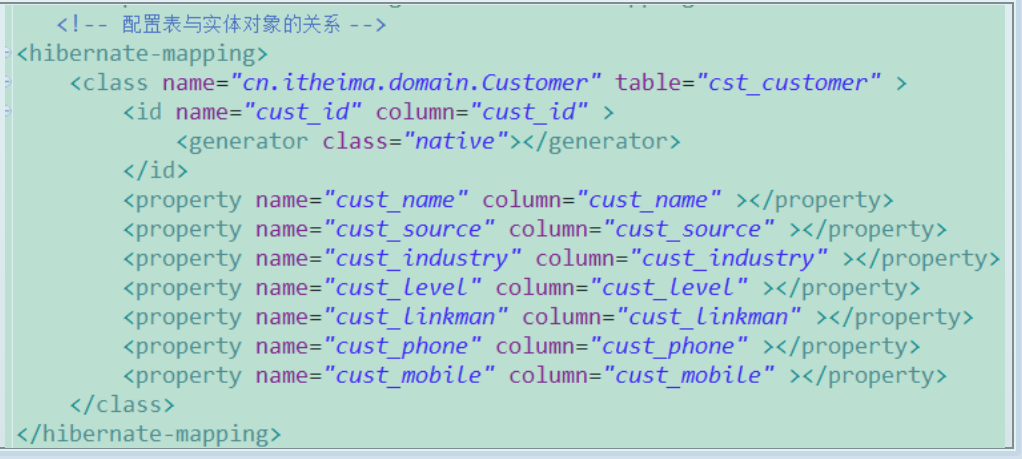 <!-- 配置表与实体对象的关系 -->
<hibernate-mapping>
<class name="cn.itheima.domain.Customer" table="cst_customer" >
<id name="cust_id" column="cust_id" >
<generator class="native"></generator>
</id>
<property name="cust_name" column="cust_name" ></property>
<property name="cust_source" column="cust_source" ></property>
<property name="cust_industry" column="cust_industry" ></property>
<property name="cust_level" column="cust_level" ></property>
<property name="cust_linkman" column="cust_linkman" ></property>
<property name="cust_phone" column="cust_phone" ></property>
<property name="cust_mobile" column="cust_mobile" ></property>
</class>
</hibernate-mapping>